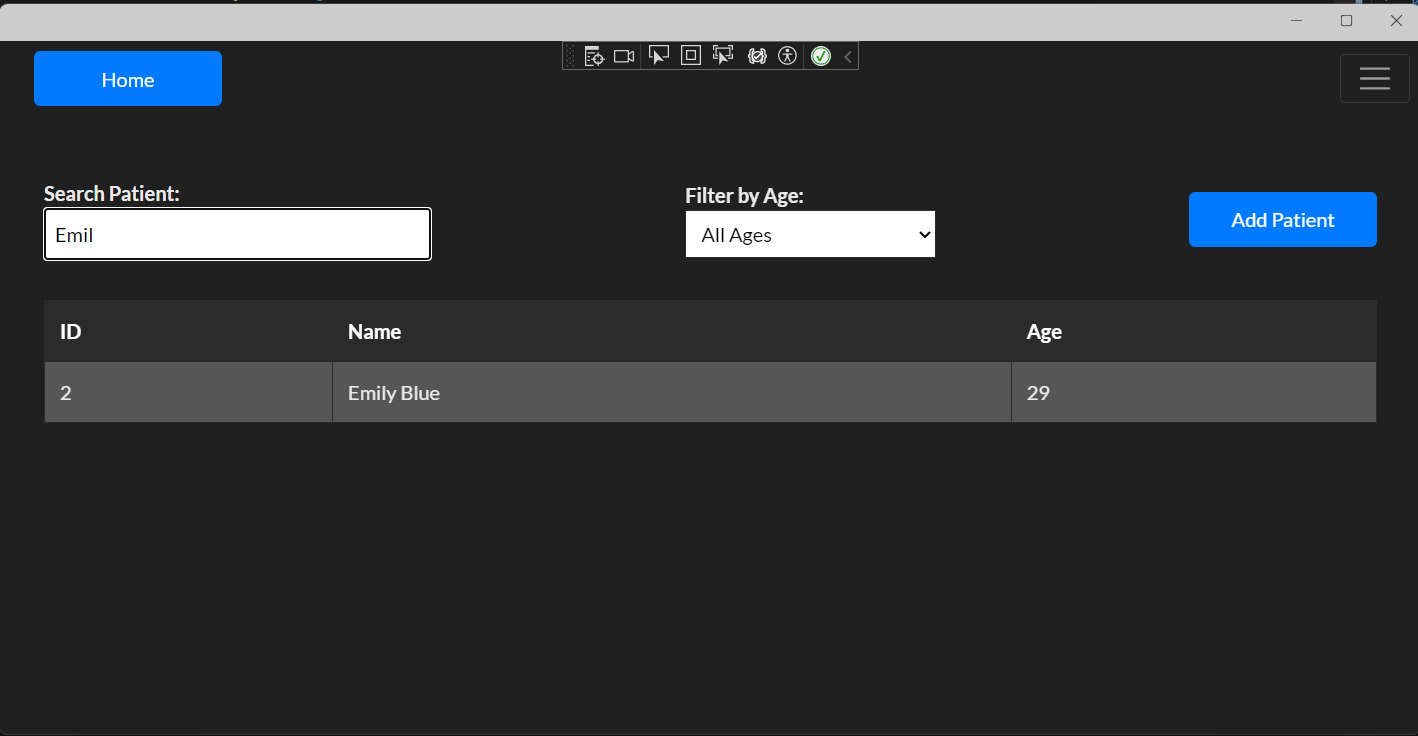 Home
Search Patient:
Emil
Filter by Age:
All Ages
Add Patient
ID Name Age
2 Emily Blue 29